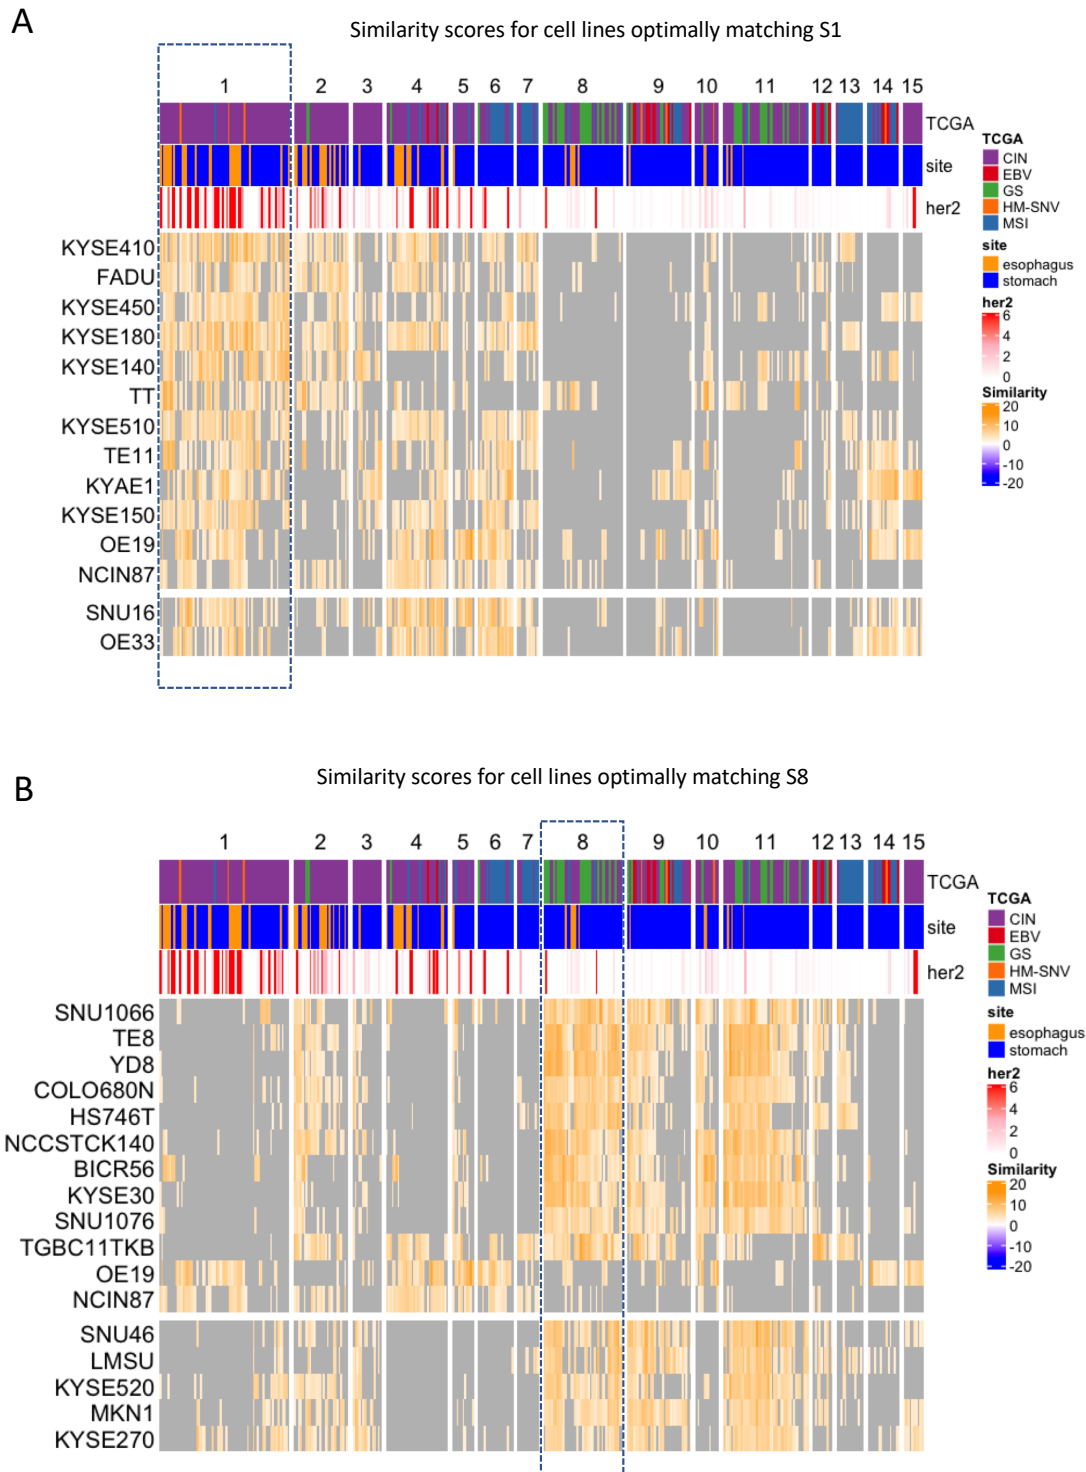 A
Similarity scores for cell lines optimally matching S1
1 2 3 4 5 6 7 8 9 10 11 12 13 14 15
TCGA
site
her2
KYSE410
FADU
KYSE450
KYSE180
KYSE140
TT
KYSE510
TE11
KYAE1
KYSE150
OE19
NCIN87
SNU16
OE33
TCGA
CIN
EBV
GS
HM-SNV
MSI
site
esophagus
stomach
her2
6
4
2
0
Similarity
20
10
0
-10
-20
B
Similarity scores for cell lines optimally matching S8
1 2 3 4 5 6 7 8 9 10 11 12 13 14 15
TCGA
site
her2
SNU1066
TE8
YD8
COLO680N
HS746T
NCCSTCK140
BICR56
KYSE30
SNU1076
TGBC11TKB
OE19
NCIN87
SNU46
LMSU
KYSE520
MKN1
KYSE270
TCGA
CIN
EBV
GS
HM-SNV
MSI
site
esophagus
stomach
her2
6
4
2
0
Similarity
20
10
0
-10
-20